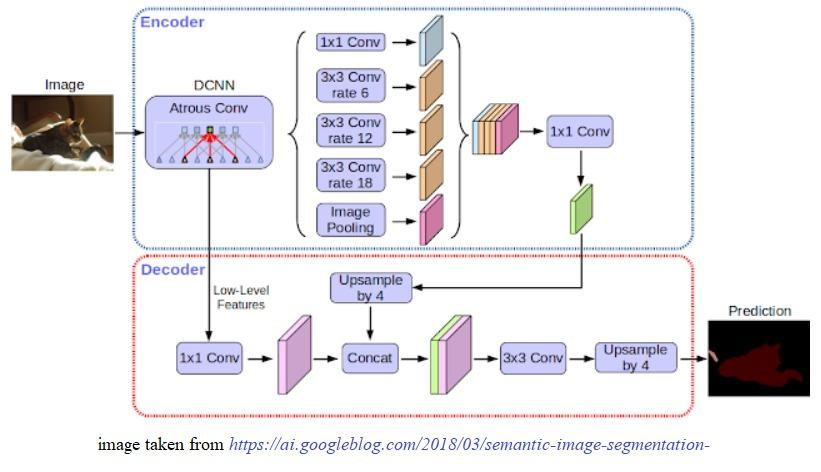 Encoder
Image
DCNN
Atrous Conv
1x1 Conv
3x3 Conv
rate 6
3x3 Conv
rate 12
3x3 Conv
rate 18
Image
Pooling
1x1 Conv
Decoder
Low-Level
Features
Upsample
by 4
1x1 Conv
Concat
3x3 Conv
Upsample
by 4
Prediction
image taken from https://ai.googleblog.com/2018/03/semantic-image-segmentation-